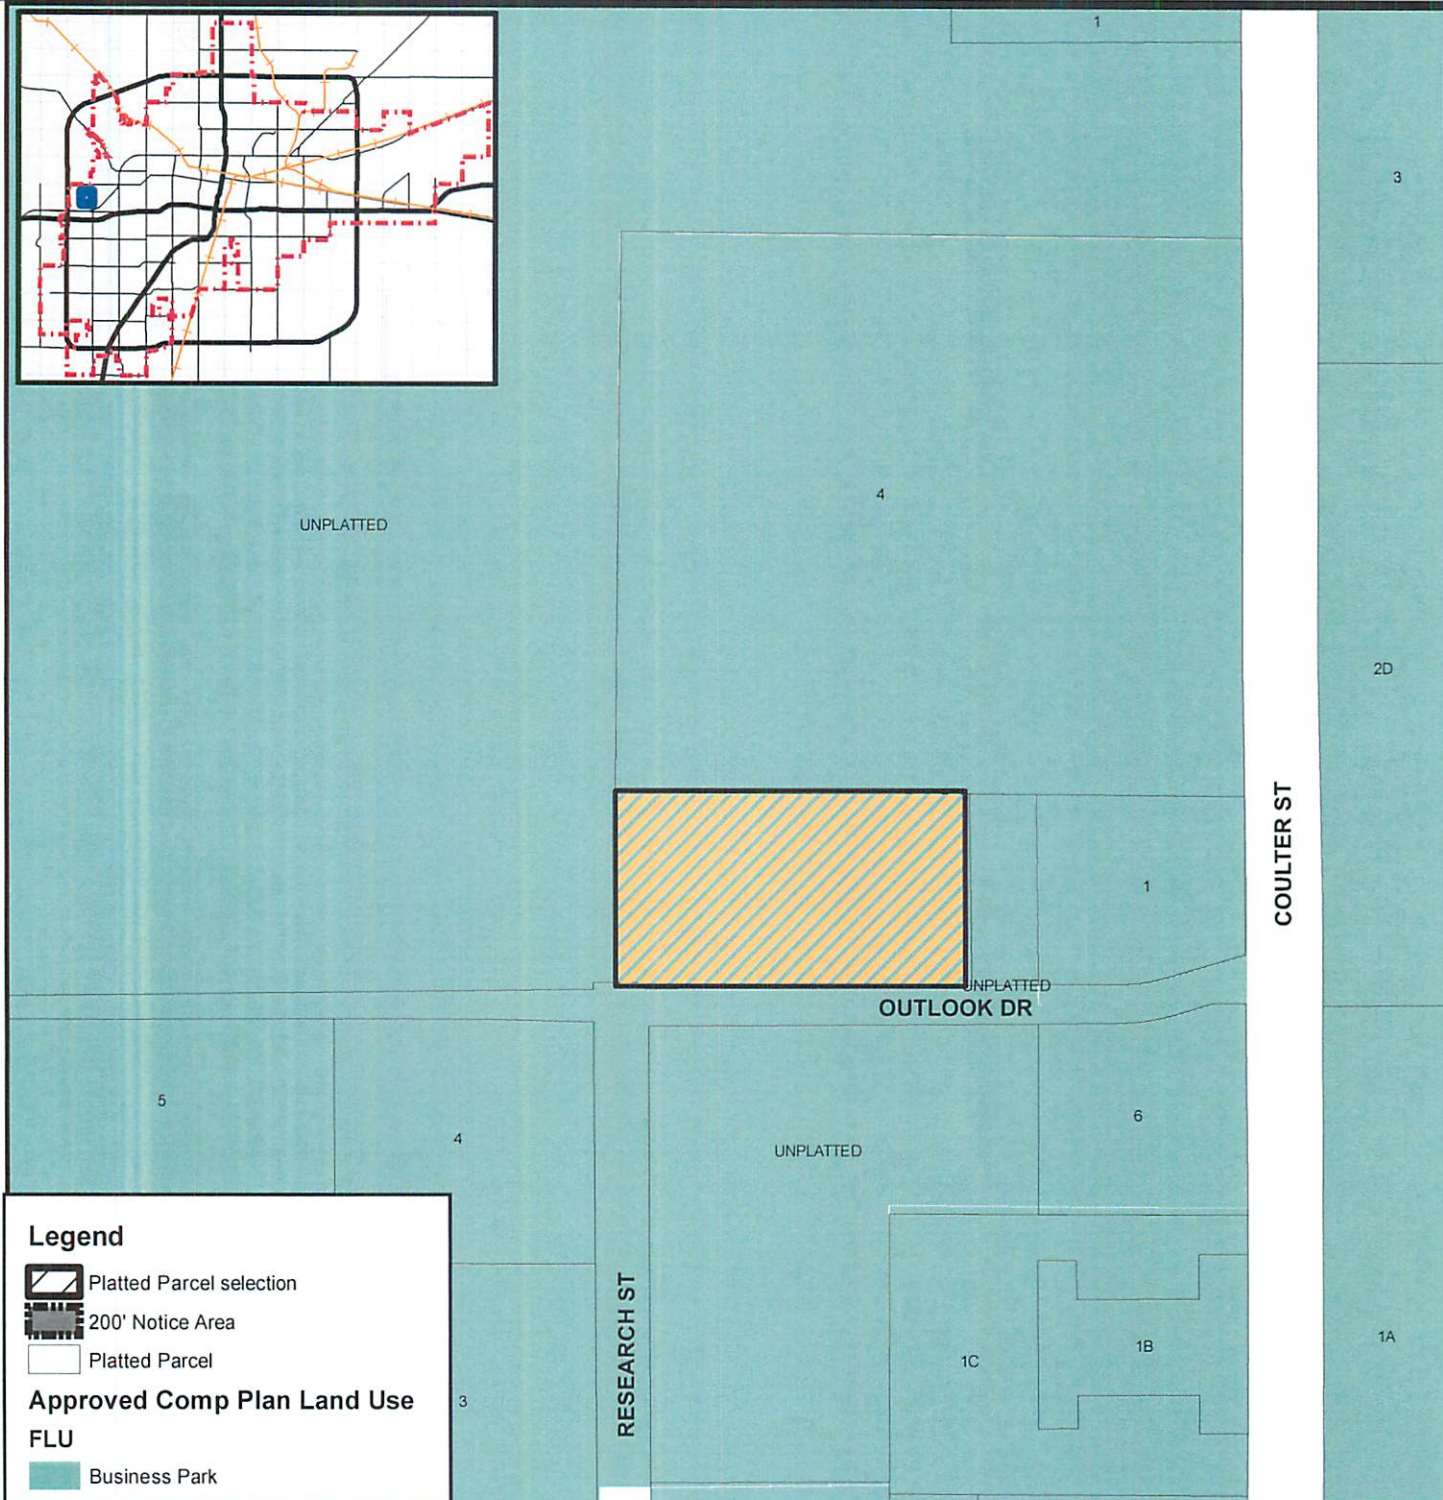 1
3
4
UNPLATTED
2D
COULTER ST
1
UNPLATTED
OUTLOOK DR
5
4
6
UNPLATTED
RESEARCH ST
1C
1B
1A
3
Legend
Platted Parcel selection
200' Notice Area
Platted Parcel
Approved Comp Plan Land Use
FLU
Business Park